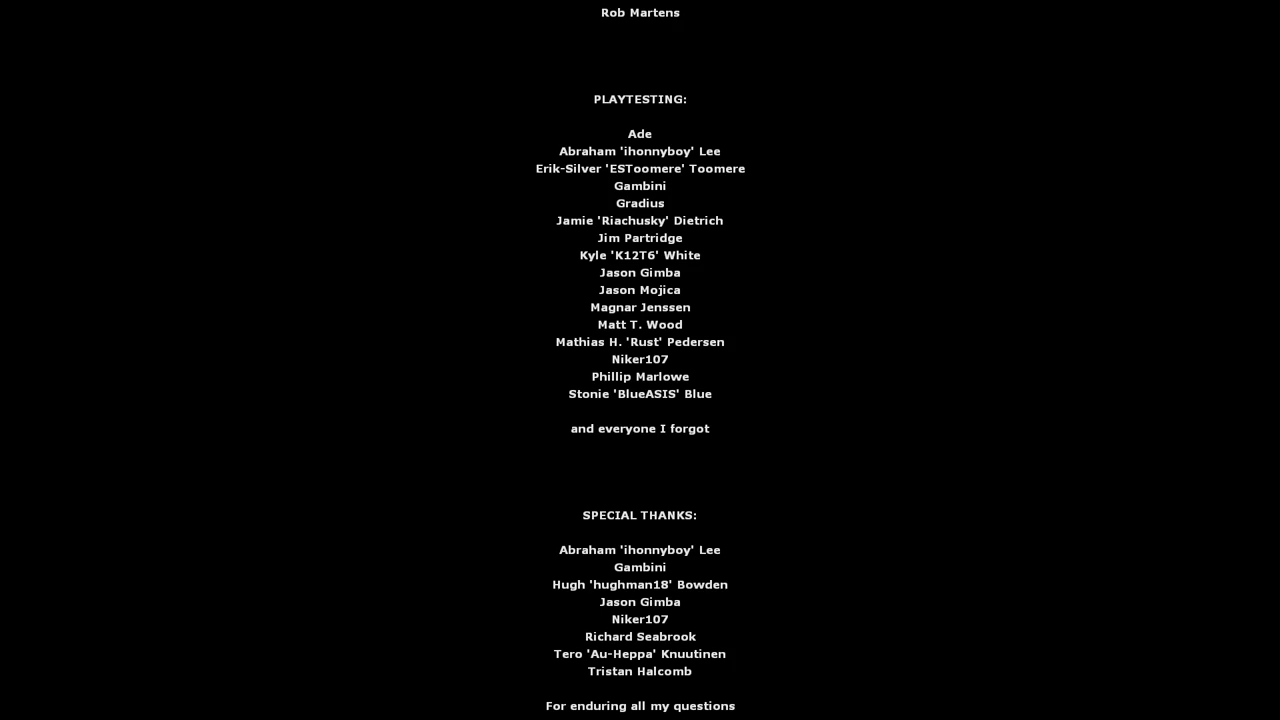 Rob Martens
PLAYTESTING:
Ade
Abraham 'ihonnyboy' Lee
Erik-Silver 'ESToomere' Toomere
Gambini
Gradius
Jamie 'Riachusky' Dietrich
Jim Partridge
Kyle 'K12T6' White
Jason Gimba
Jason Mojica
Magnar Jenssen
Matt T. Wood
Mathias H. 'Rust' Pedersen
Niker107
Phillip Marlowe
Stonie 'BlueASIS' Blue
and everyone I forgot
SPECIAL THANKS:
Abraham 'ihonnyboy' Lee
Gambini
Hugh 'hughman18' Bowden
Jason Gimba
Niker107
Richard Seabrook
Tero 'Au-Heppa' Knuutinen
Tristan Halcomb
For enduring all my questions